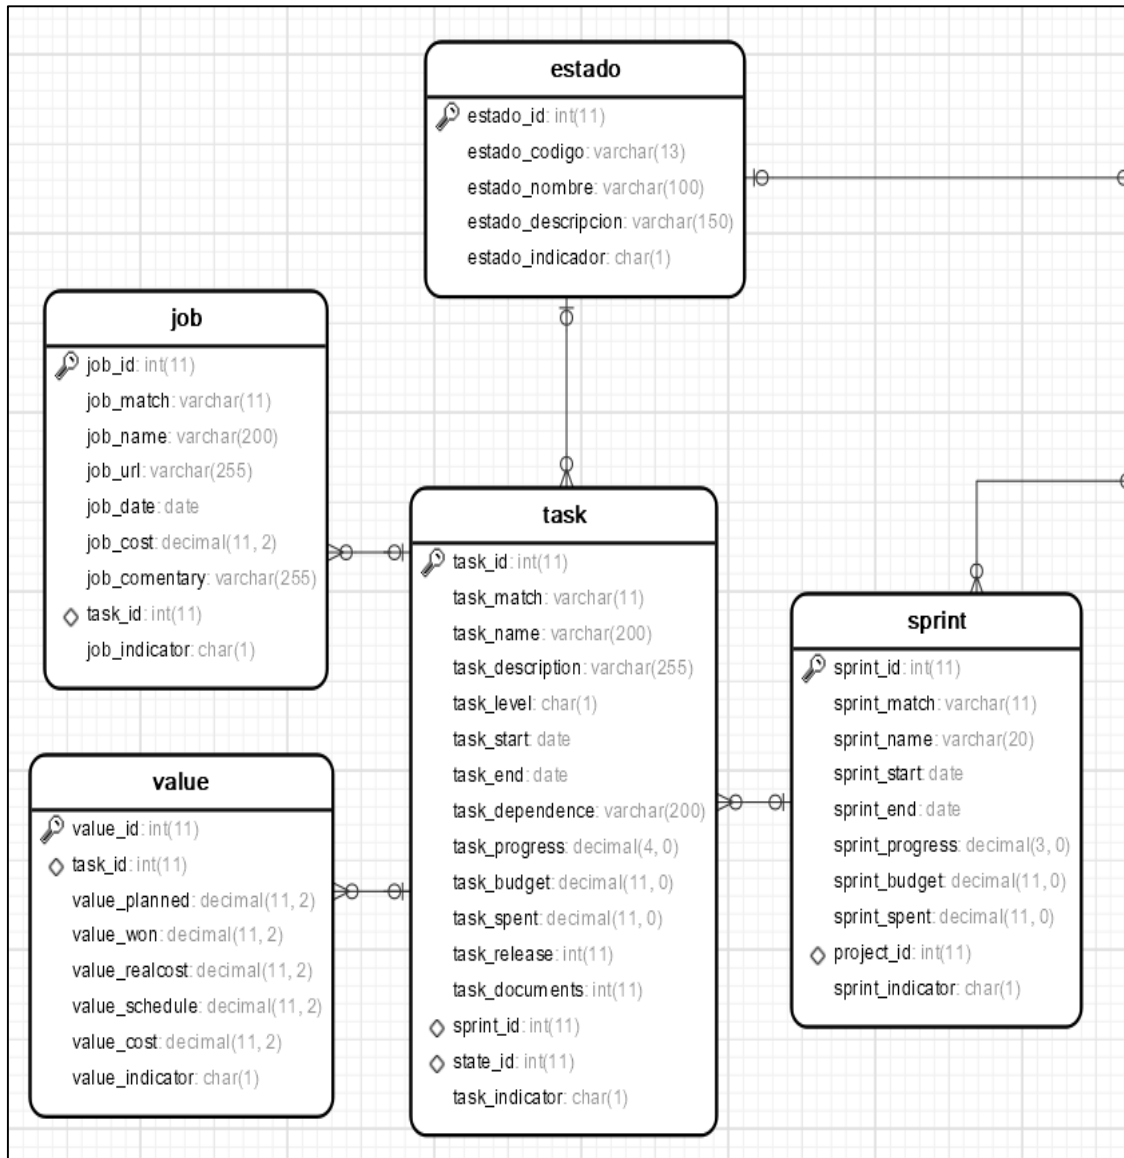 estado
estado_id: int(11)
estado_codigo: varchar(13)
estado_nombre: varchar(100)
estado_descripcion: varchar(150)
estado_indicador: char(1)
job
job_id: int(11)
job_match: varchar(11)
job_name: varchar(200)
job_url: varchar(255)
job_date: date
job_cost: decimal(11, 2)
job_comentary: varchar(255)
task_id: int(11)
job_indicator: char(1)
task
task_id: int(11)
task_match: varchar(11)
task_name: varchar(200)
task_description: varchar(255)
task_level: char(1)
task_start: date
task_end: date
task_dependence: varchar(200)
task_progress: decimal(4, 0)
task_budget: decimal(11, 0)
task_spent: decimal(11, 0)
task_release: int(11)
task_documents: int(11)
sprint_id: int(11)
state_id: int(11)
task_indicator: char(1)
sprint
sprint_id: int(11)
sprint_match: varchar(11)
sprint_name: varchar(20)
sprint_start: date
sprint_end: date
sprint_progress: decimal(3, 0)
sprint_budget: decimal(11, 0)
sprint_spent: decimal(11, 0)
project_id: int(11)
sprint_indicator: char(1)
value
value_id: int(11)
task_id: int(11)
value_planned: decimal(11, 2)
value_won: decimal(11, 2)
value_realcost: decimal(11, 2)
value_schedule: decimal(11, 2)
value_cost: decimal(11, 2)
value_indicator: char(1)